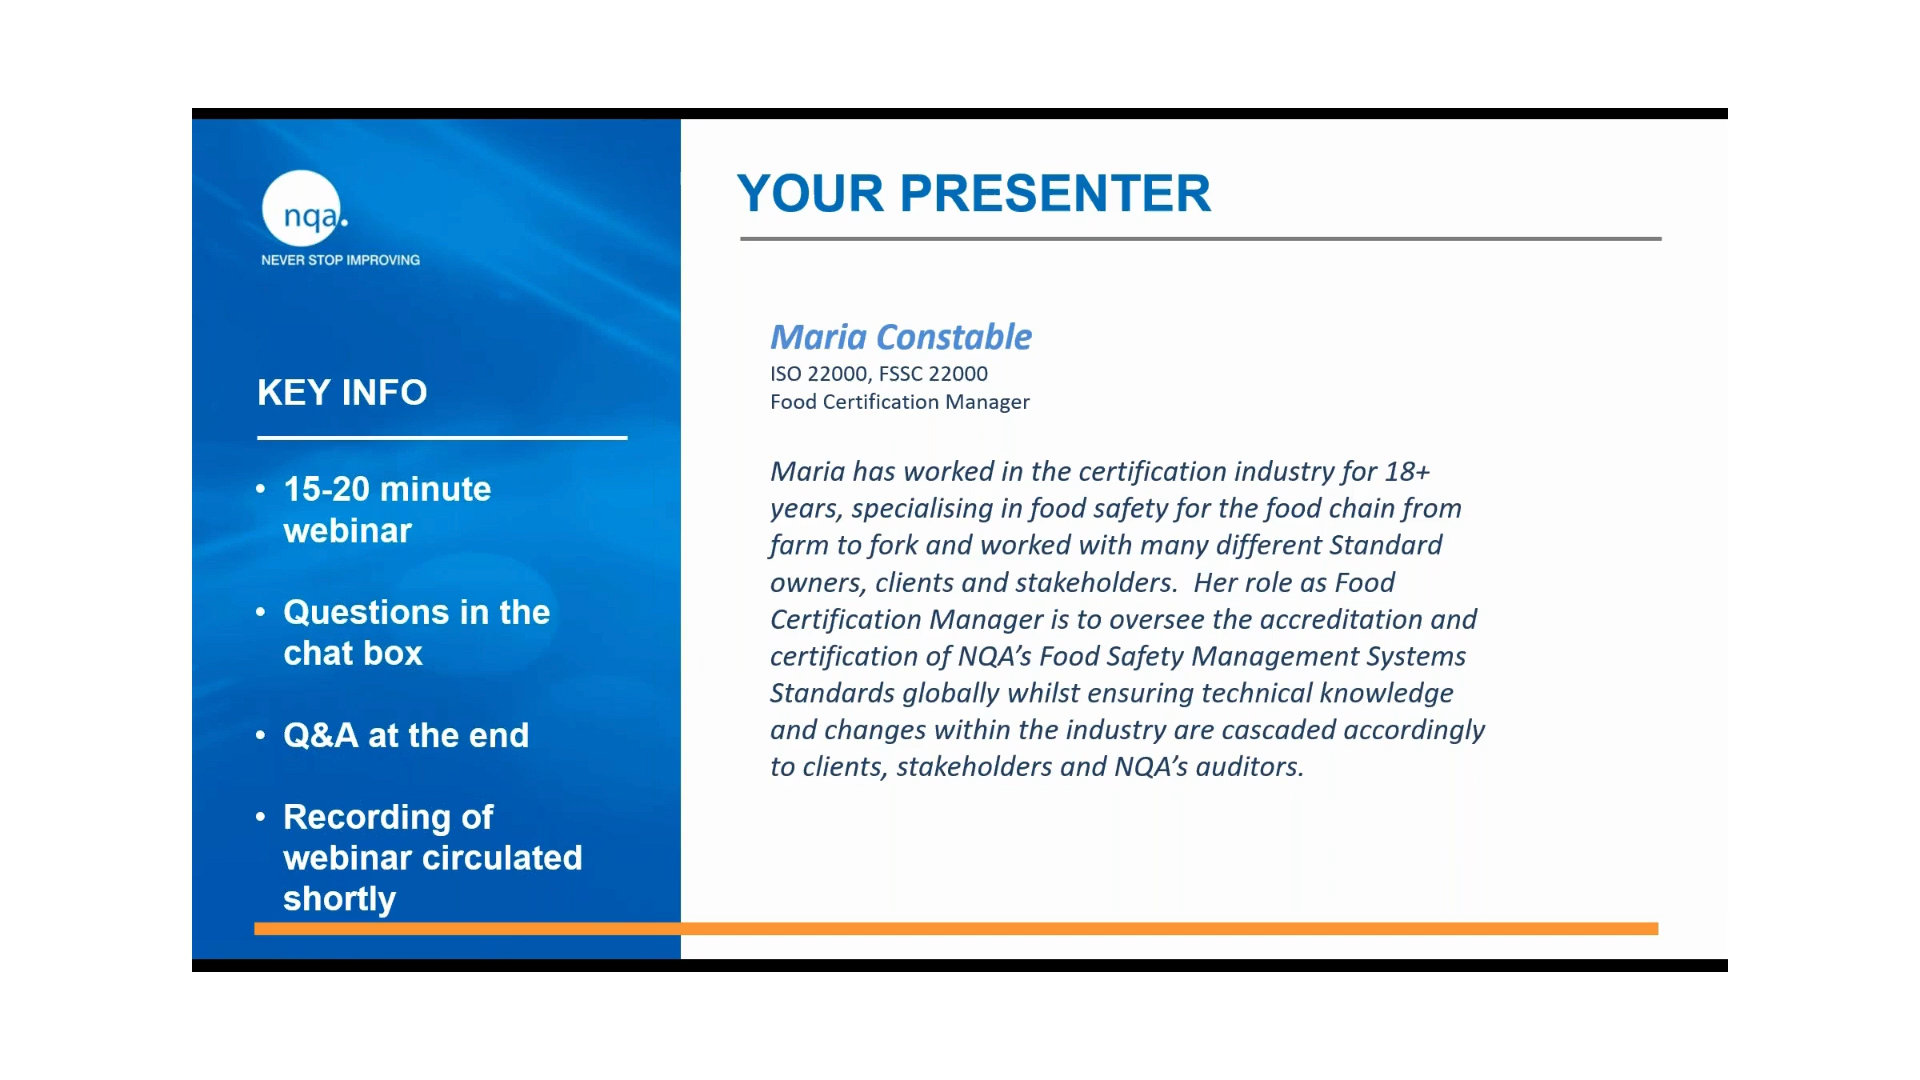 nqa.
NEVER STOP IMPROVING
KEY INFO
• 15-20 minute
webinar
• Questions in the
chat box
• Q&A at the end
• Recording of
webinar circulated
shortly
YOUR PRESENTER
Maria Constable
ISO 22000, FSSC 22000
Food Certification Manager
Maria has worked in the certification industry for 18+
years, specialising in food safety for the food chain from
farm to fork and worked with many different Standard
owners, clients and stakeholders.  Her role as Food
Certification Manager is to oversee the accreditation and
certification of NQA’s Food Safety Management Systems
Standards globally whilst ensuring technical knowledge
and changes within the industry are cascaded accordingly
to clients, stakeholders and NQA’s auditors.